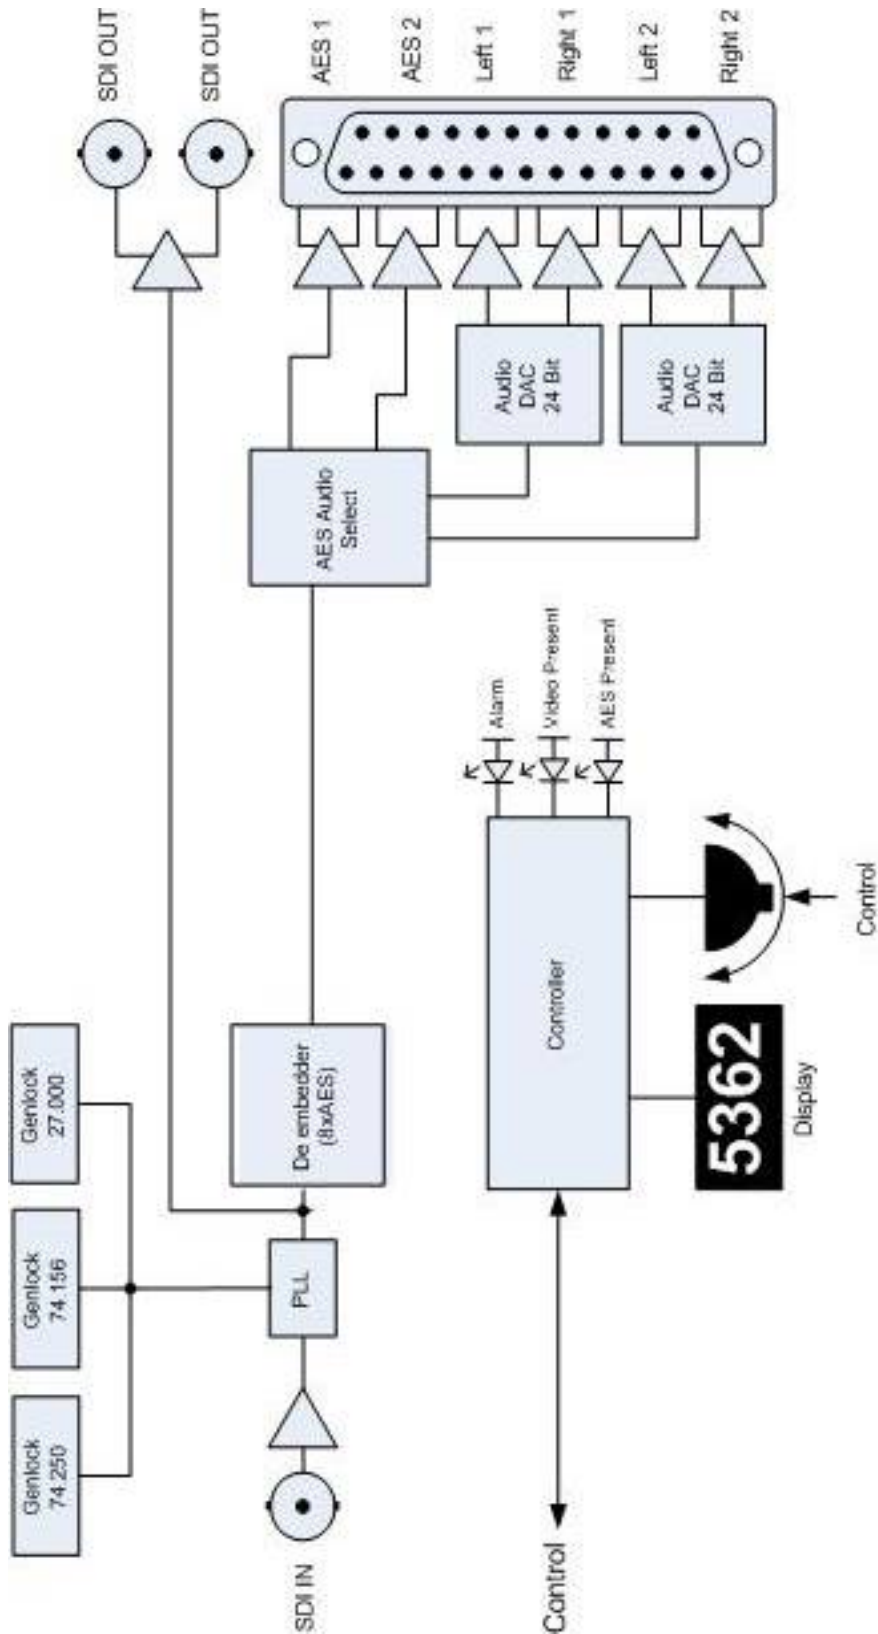 Genlock
74.250
Genlock
74.156
Genlock
27.000
SDI OUT
SDI OUT
SDI IN
PLL
De embedder
(8xAES)
AES Audio
Select
AES 1
AES 2
Left 1
Right 1
Left 2
Right 2
Audio
DAC
24 Bit
Audio
DAC
24 Bit
Control
Controller
Alarm
Video Present
AES Present
5362
Display
Control